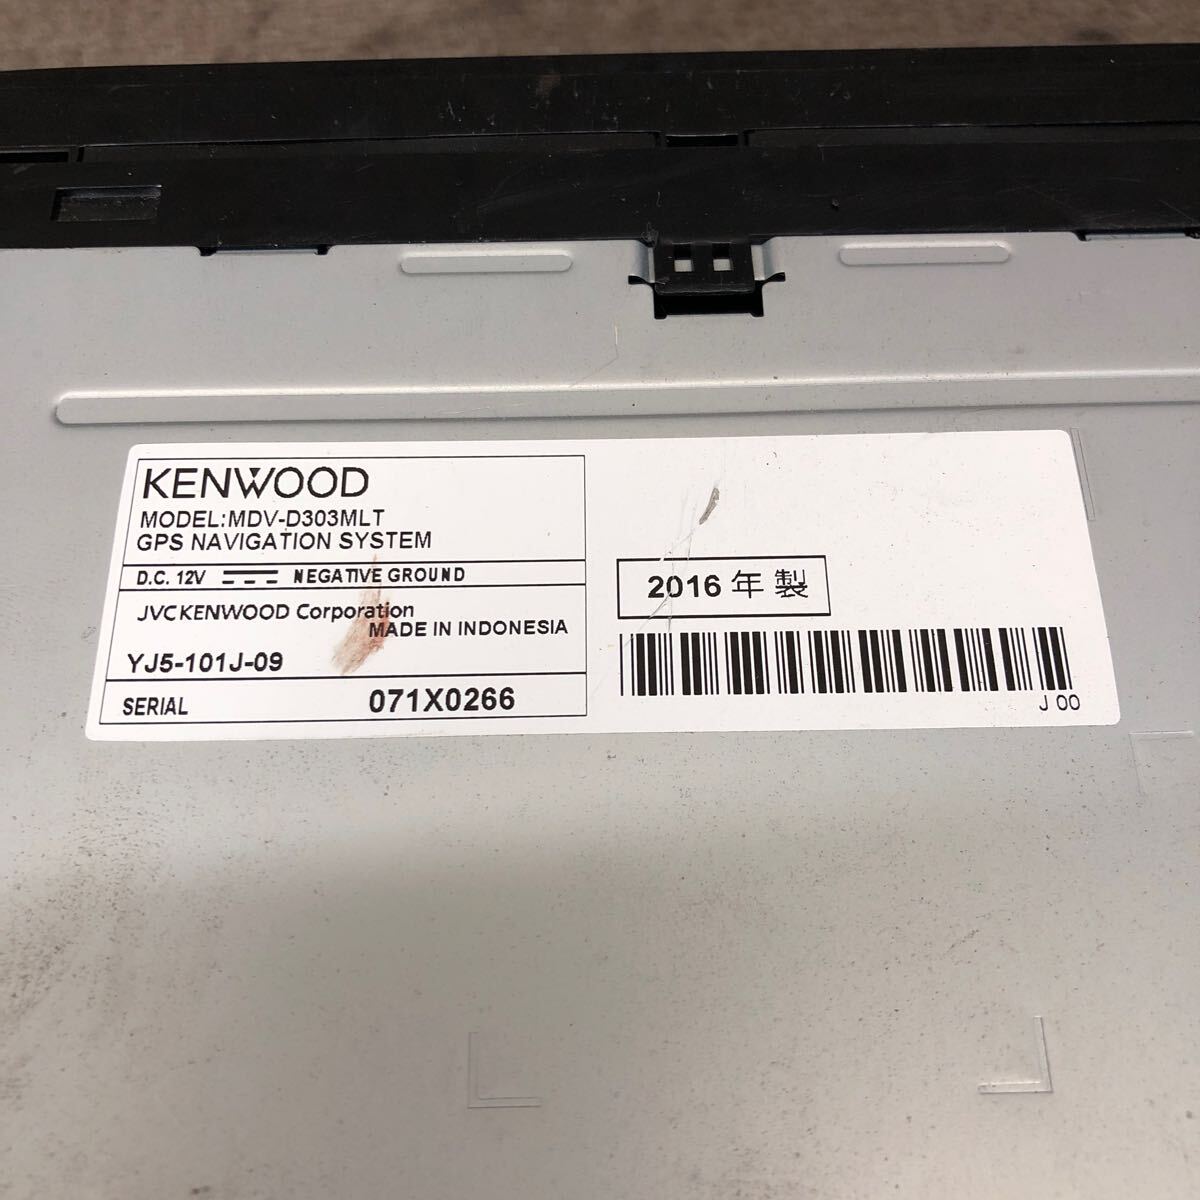 KENWOOD
MODEL:MDV-D303MLT
GPS NAVIGATION SYSTEM
D.C. 12V NEGATIVE GROUND
JVCKENWOOD Corporation
MADE IN INDONESIA
YJ5-101J-09
SERIAL 071X0266
2016 年 製
J 00